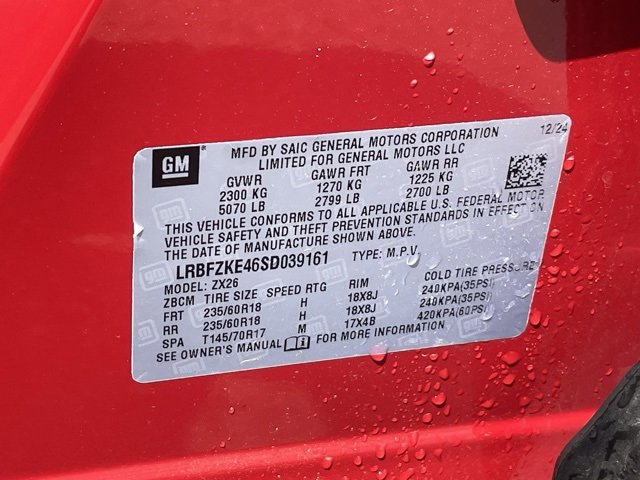 GM
MFD BY SAIC GENERAL MOTORS CORPORATION 12/24
LIMITED FOR GENERAL MOTORS LLC
GVWR GAWR FRT GAWR RR
2300 KG 1270 KG 1225 KG
5070 LB 2799 LB 2700 LB
THIS VEHICLE CONFORMS TO ALL APPLICABLE U.S. FEDERAL MOTOR
VEHICLE SAFETY AND THEFT PREVENTION STANDARDS IN EFFECT ON
THE DATE OF MANUFACTURE SHOWN ABOVE.
LRBFZKE46SD039161 TYPE: M.P.V.
MODEL: ZX26
ZBCM TIRE SIZE SPEED RTG RIM COLD TIRE PRESSURE
FRT 235/60R18 H 18X8J 240KPA(35PSI)
RR 235/60R18 H 18X8J 240KPA(35PSI)
SPA T145/70R17 M 17X4B 420KPA(60PSI)
SEE OWNER'S MANUAL FOR MORE INFORMATION